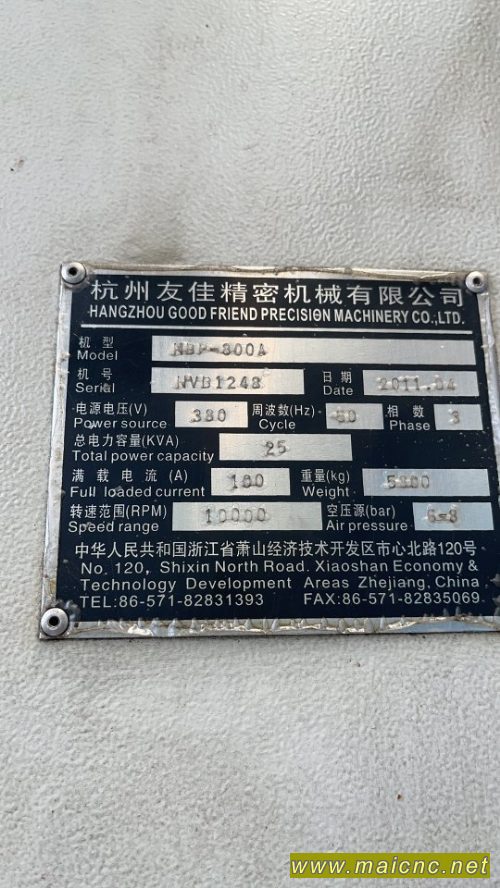 杭州友佳精密机械有限公司
HANGZHOU GOOD FRIEND PRECISION MACHINERY CO.,LTD.
机型 Model
机号 Serial NVB1248 日期 Date 2011.04
电源电压(V) Power source 380 周波数(Hz) Cycle 50 相数 Phase 3
总电力容量(KVA) Total power capacity 25
满载电流(A) Full loaded current 重量(kg) Weight
转速范围(RPM) Speed range 10000 空压源(bar) Air pressure 6-8
中华人民共和国浙江省萧山经济技术开发区市心北路120号
No. 120, Shixin North Road. Xiaoshan Economy &
Technology Development Areas Zhejiang, China
TEL:86-571-82831393 FAX:86-571-82835069
www.maicnc.net